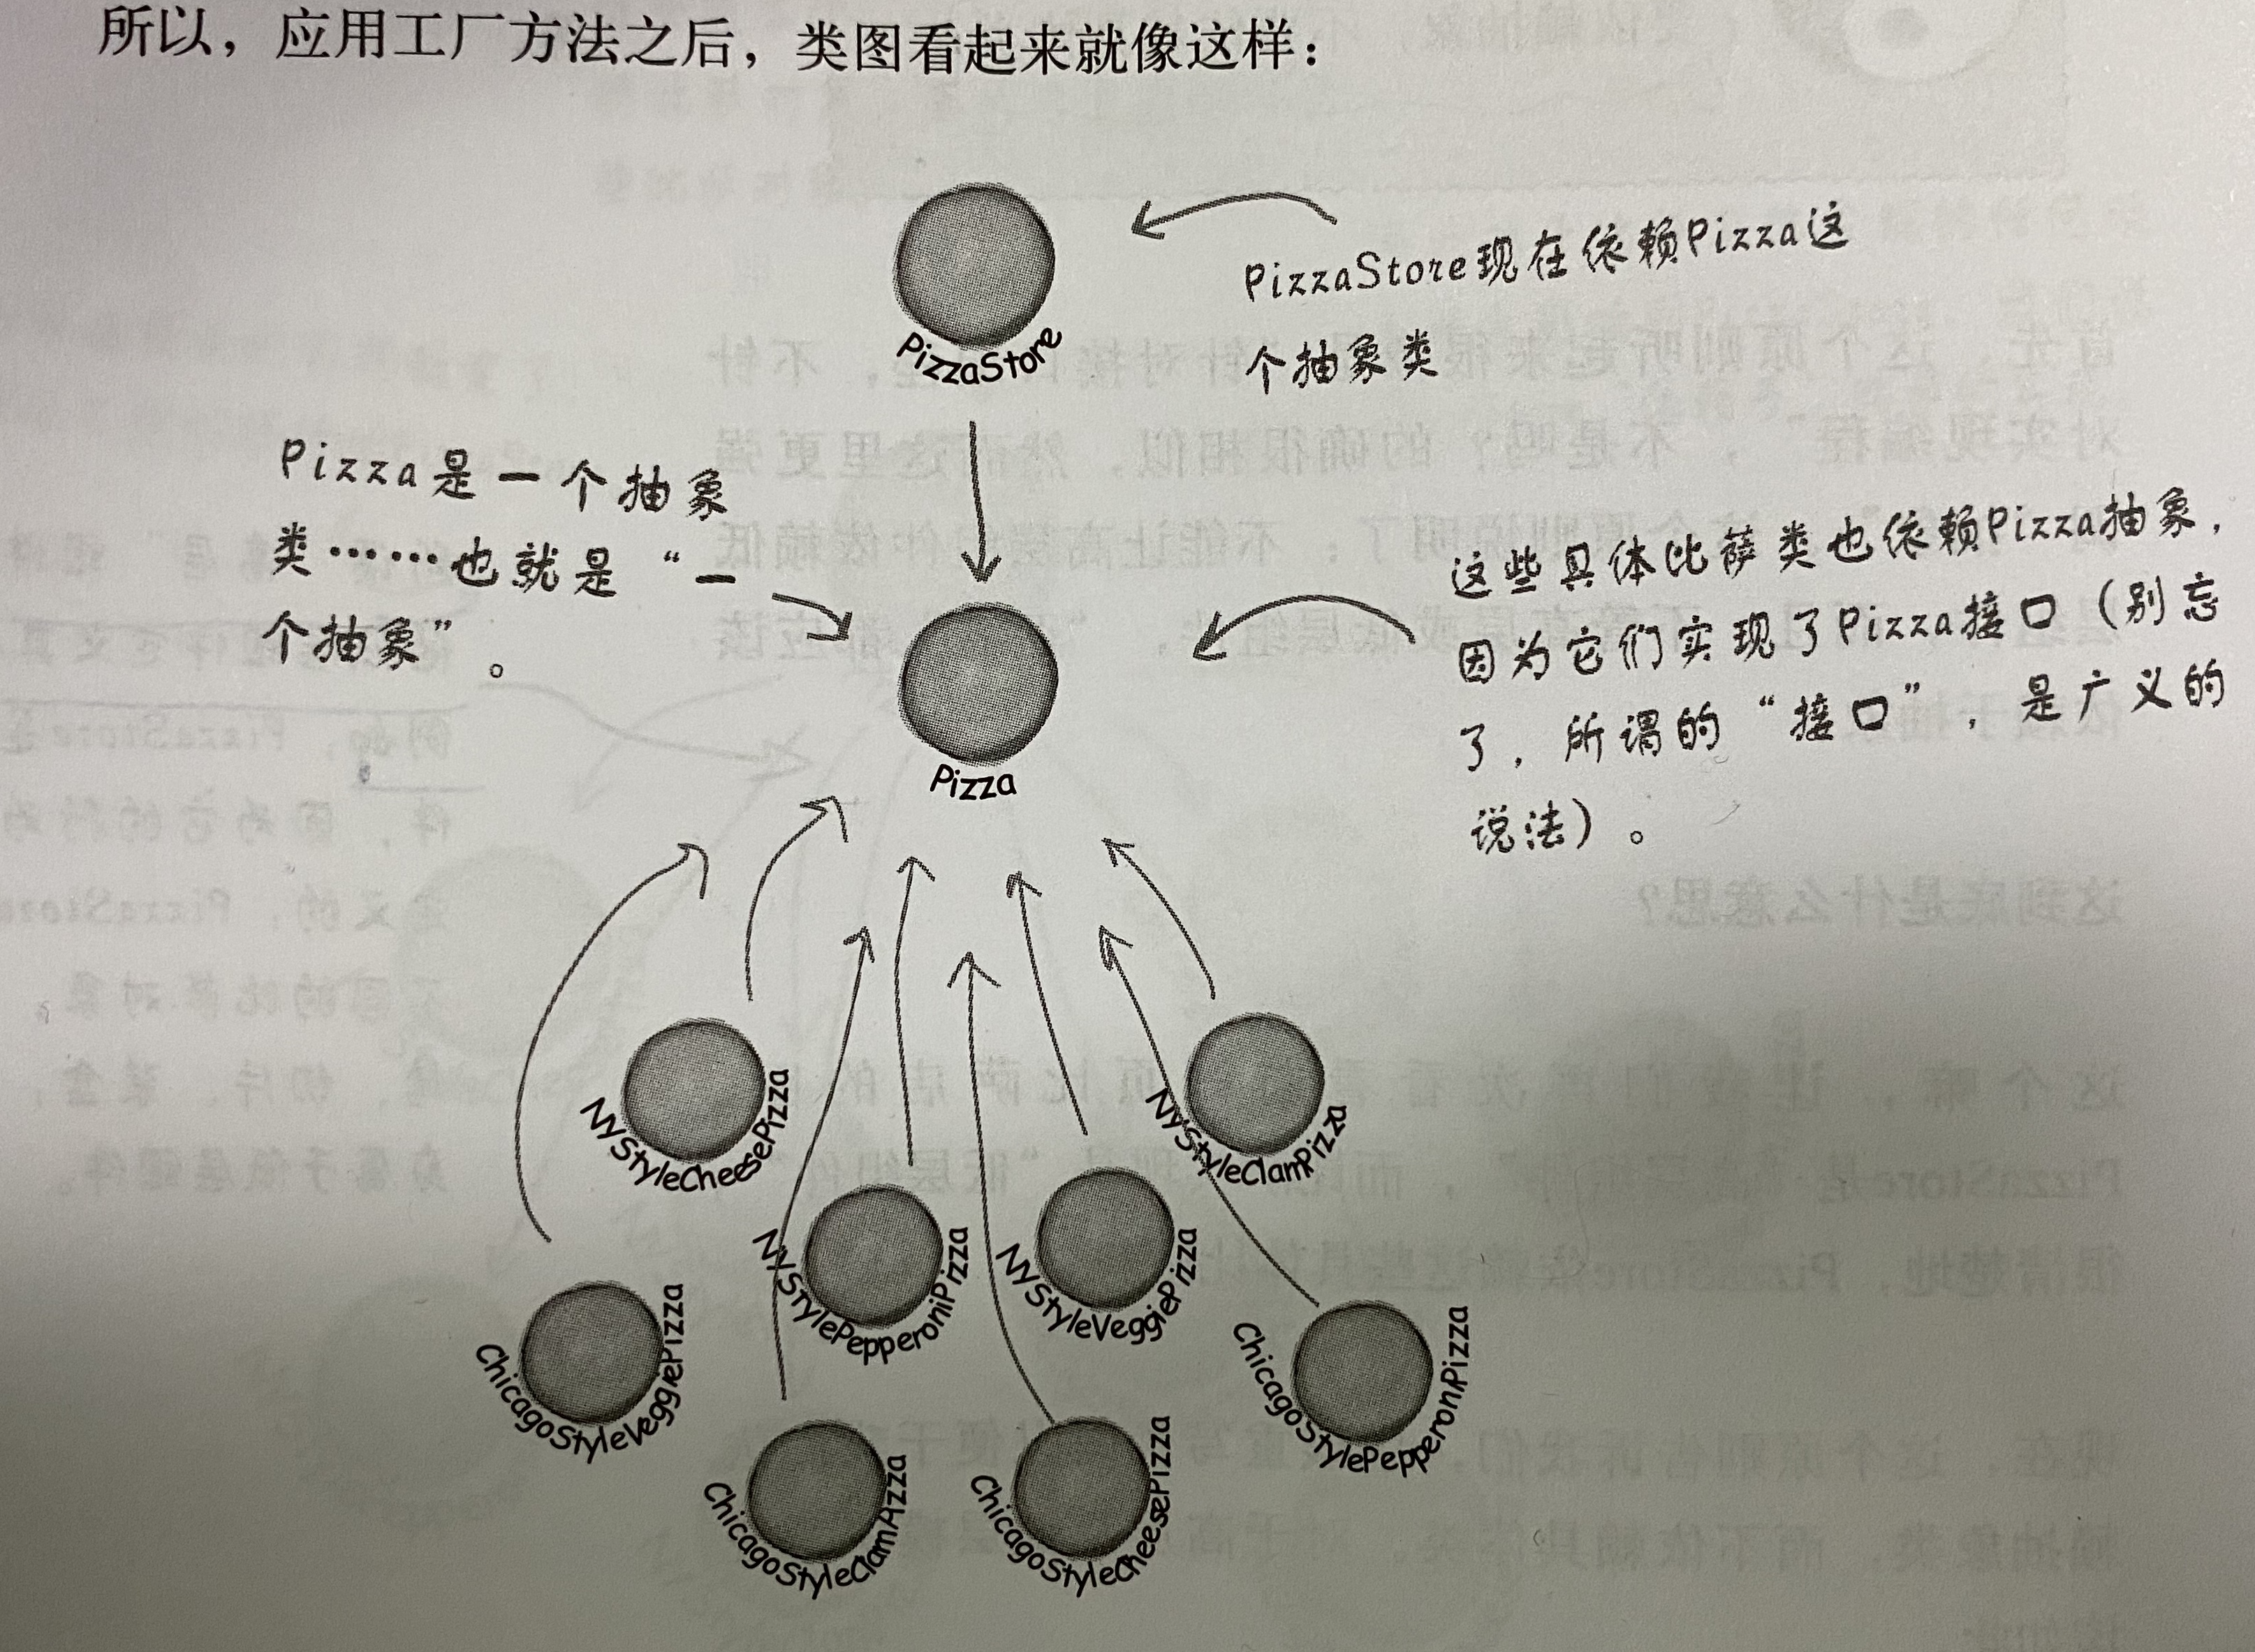 所以，应用工厂方法之后，类图看起来就像这样：
PizzaStore
PizzaStore现在依赖Pizza这
个抽象类
Pizza是一个抽象
类……也就是“一
个抽象”。
这些具体比萨类也依赖Pizza抽象，
因为它们实现了Pizza接口（别忘
了，所谓的“接口”，是广义的
说法）。
Pizza
NYStyleCheesePizza
NYStyleClamPizza
NYStylePepperoniPizza
NYStyleVeggiePizza
ChicagoStyleVeggiePizza
ChicagoStylePepperoniPizza
ChicagoStyleClamPizza
ChicagoStyleCheesePizza